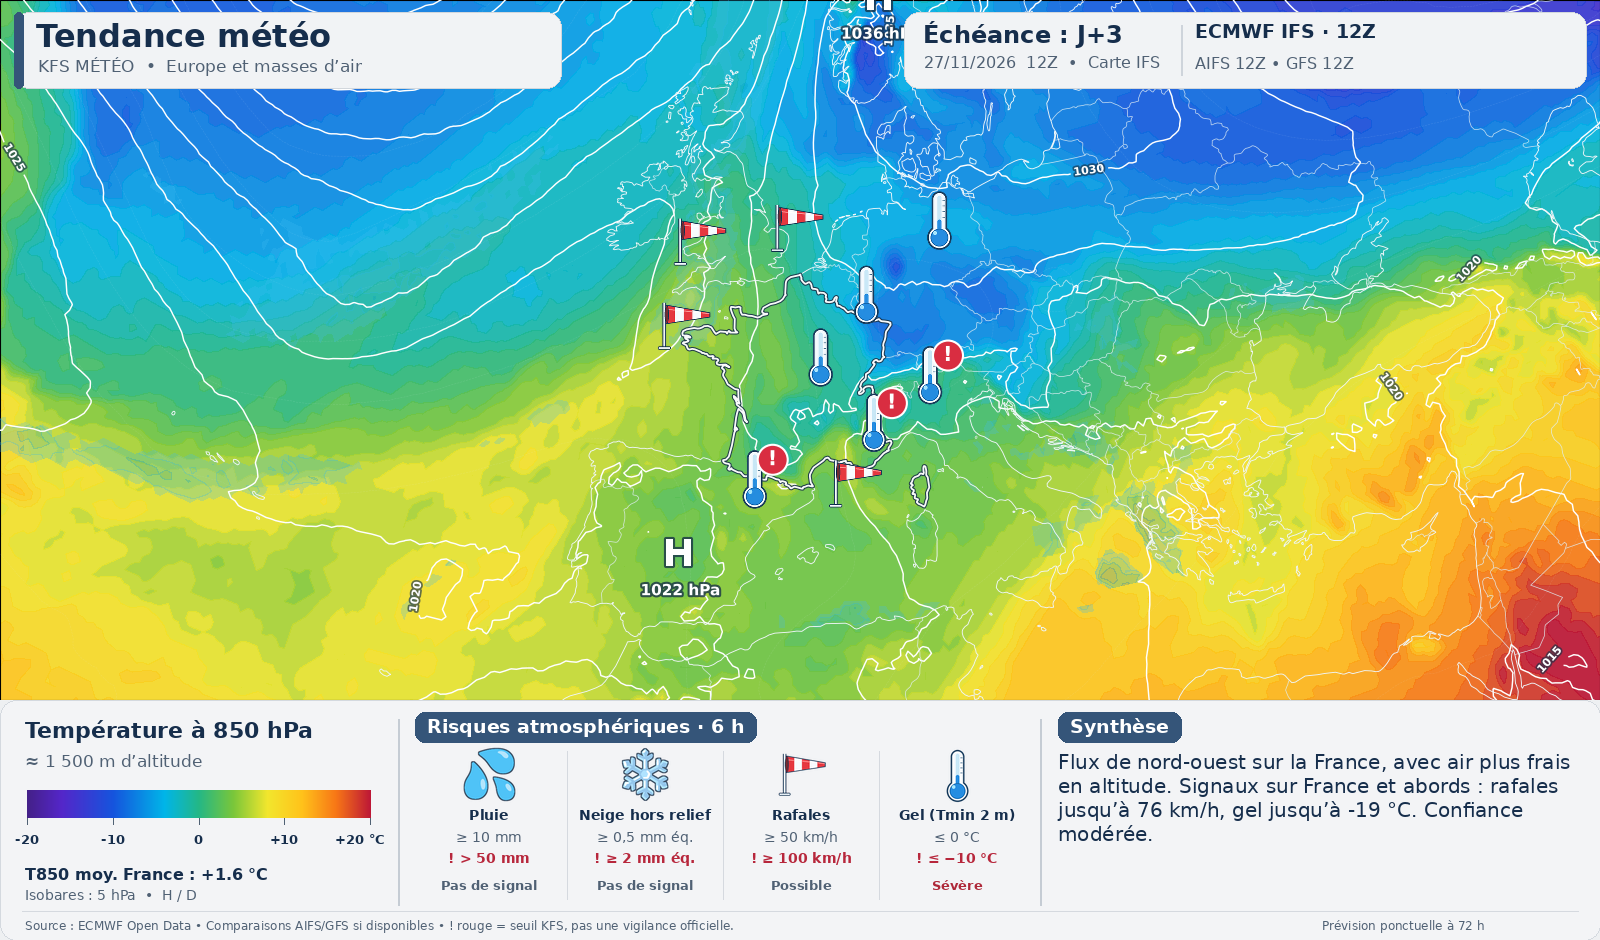 Tendance météo
KFS MÉTÉO • Europe et masses d’air
1036 h
Échéance : J+3
27/11/2026 12Z • Carte IFS
ECMWF IFS · 12Z
AIFS 12Z • GFS 12Z
1025
1030
1020
1020
!
!
!
H
1022 hPa
1020
1015
Température à 850 hPa
≈ 1 500 m d’altitude
-20 -10 0 +10 +20 °C
T850 moy. France : +1.6 °C
Isobares : 5 hPa • H / D
Risques atmosphériques · 6 h
Pluie
≥ 10 mm
! > 50 mm
Pas de signal
Neige hors relief
≥ 0,5 mm éq.
! ≥ 2 mm éq.
Pas de signal
Rafales
≥ 50 km/h
! ≥ 100 km/h
Possible
Gel (Tmin 2 m)
≤ 0 °C
! ≤ −10 °C
Sévère
Synthèse
Flux de nord-ouest sur la France, avec air plus frais
en altitude. Signaux sur France et abords : rafales
jusqu’à 76 km/h, gel jusqu’à -19 °C. Confiance
modérée.
Source : ECMWF Open Data • Comparaisons AIFS/GFS si disponibles • ! rouge = seuil KFS, pas une vigilance officielle.
Prévision ponctuelle à 72 h